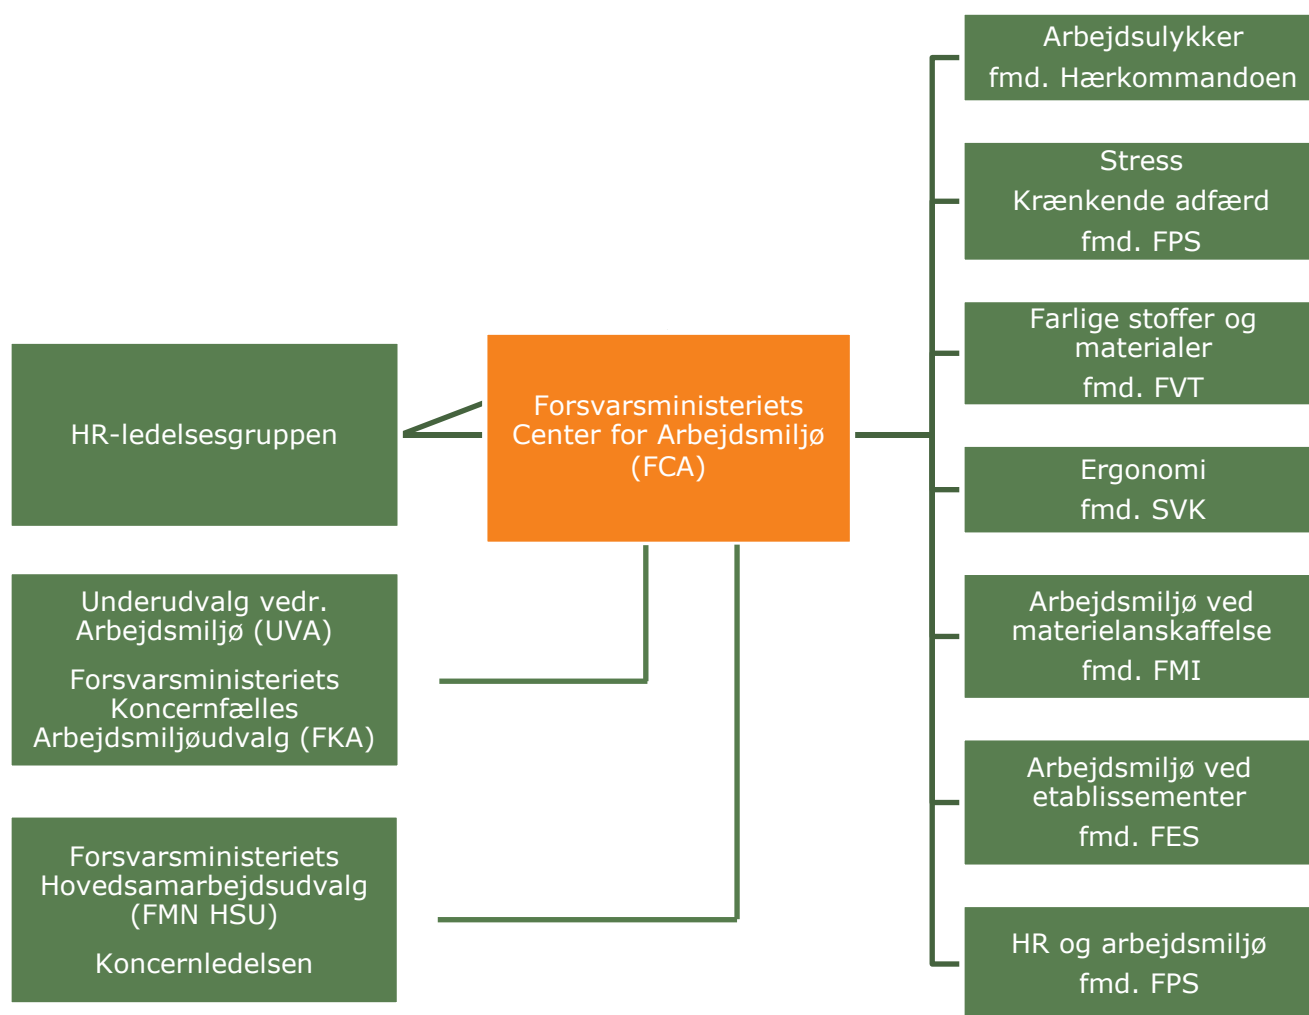 HR-ledelsesgruppen
Underudvalg vedr.
Arbejdsmiljø (UVA)
Forsvarsministeriets
Koncernfælles
Arbejdsmiljøudvalg (FKA)
Forsvarsministeriets
Hovedsamarbejdsudvalg
(FMN HSU)
Koncernledelsen
Forsvarsministeriets
Center for Arbejdsmiljø
(FCA)
Arbejdsulykker
fmd. Hærkommandoen
Stress
Krænkende adfærd
fmd. FPS
Farlige stoffer og
materialer
fmd. FVT
Ergonomi
fmd. SVK
Arbejdsmiljø ved
materielanskaffelse
fmd. FMI
Arbejdsmiljø ved
etablissementer
fmd. FES
HR og arbejdsmiljø
fmd. FPS